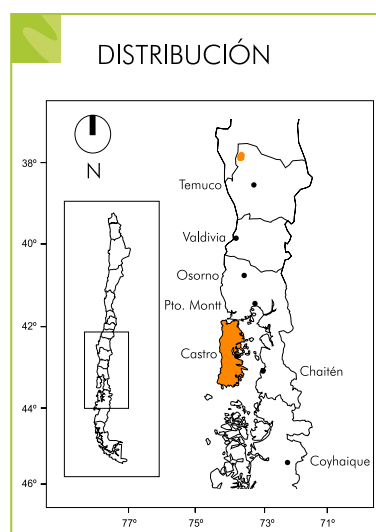 DISTRIBUCIÓN
N
38°
40°
42°
44°
46°
Temuco
Valdivia
Osorno
Pto. Montt
Castro
Chaitén
Coyhaique
77° 75° 73° 71°